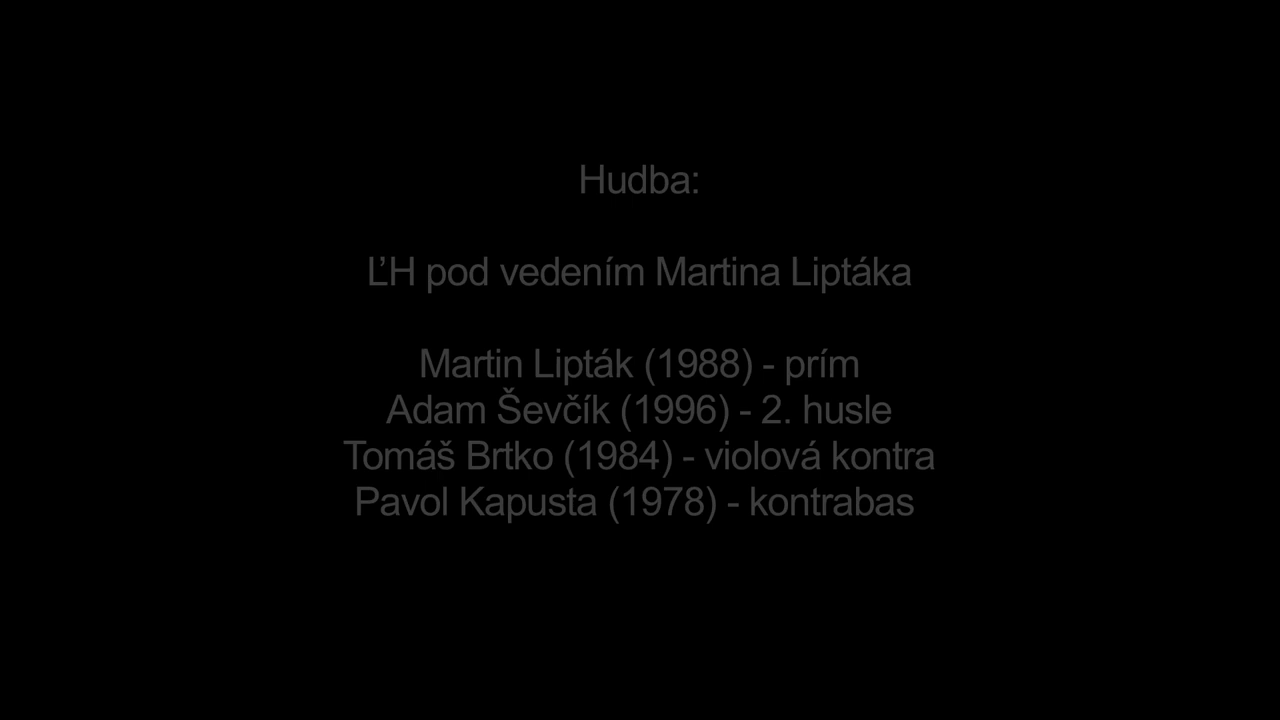 Hudba:
ĽH pod vedením Martina Liptáka
Martin Lipták (1988) - prím
Adam Ševčík (1996) - 2. husle
Tomáš Brtko (1984) - violová kontra
Pavol Kapusta (1978) - kontrabas